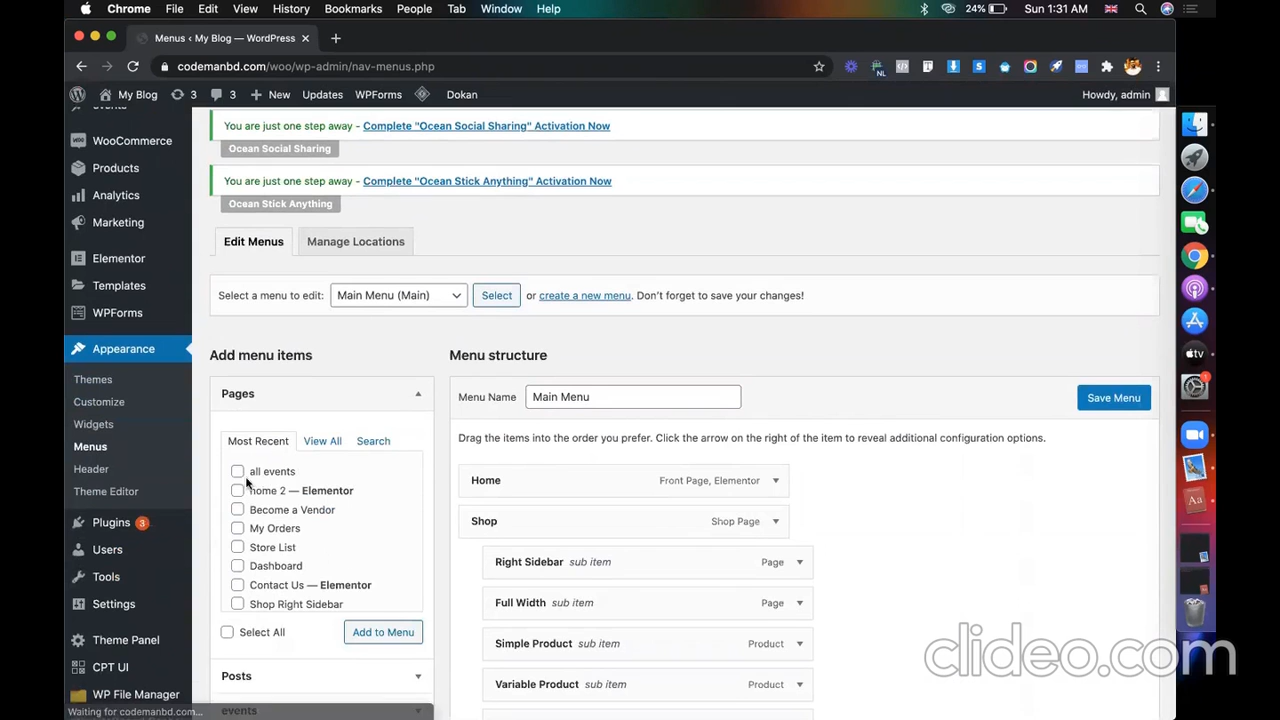 Chrome File Edit View History Bookmarks People Tab Window Help 24% Sun 1:31 AM
Menus ‹ My Blog — WordPress
codemanbd.com/woo/wp-admin/nav-menus.php
NL
My Blog 3 3 New Updates WPForms Dokan Howdy, admin
events
WooCommerce
Products
Analytics
Marketing
Elementor
Templates
WPForms
Appearance
Themes
Customize
Widgets
Menus
Header
Theme Editor
Plugins 3
Users
Tools
Settings
Theme Panel
CPT UI
WP File Manager
Waiting for codemanbd.com...
You are just one step away - Complete "Ocean Social Sharing" Activation Now
Ocean Social Sharing
You are just one step away - Complete "Ocean Stick Anything" Activation Now
Ocean Stick Anything
Edit Menus Manage Locations
Select a menu to edit: Main Menu (Main) Select or create a new menu. Don't forget to save your changes!
Add menu items
Pages
Most Recent View All Search
all events
home 2 — Elementor
Become a Vendor
My Orders
Store List
Dashboard
Contact Us — Elementor
Shop Right Sidebar
Select All Add to Menu
Posts
events
Menu structure
Menu Name Main Menu Save Menu
Drag the items into the order you prefer. Click the arrow on the right of the item to reveal additional configuration options.
Home Front Page, Elementor
Shop Shop Page
Right Sidebar sub item Page
Full Width sub item Page
Simple Product sub item Product
Variable Product sub item Product
tv
clideo.com